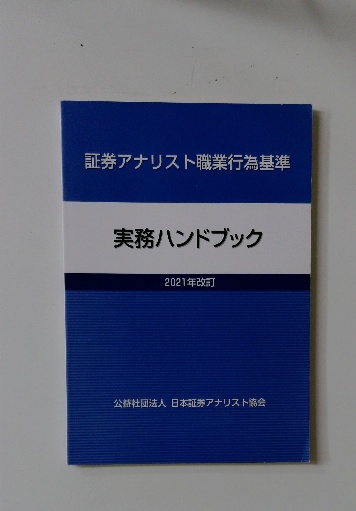 証券アナリスト職業行為基準
実務ハンドブック
2021年改訂
公益社団法人 日本証券アナリスト協会